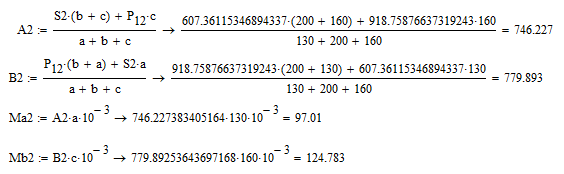 A2 := (S2·(b + c) + P₁₂·c)/(a + b + c) → (607.36115346894337·(200 + 160) + 918.75876637319243·160)/(130 + 200 + 160) = 746.227
B2 := (P₁₂·(b + a) + S2·a)/(a + b + c) → (918.75876637319243·(200 + 130) + 607.36115346894337·130)/(130 + 200 + 160) = 779.893
Ma2 := A2·a·10⁻³ → 746.227383405164·130·10⁻³ = 97.01
Mb2 := B2·c·10⁻³ → 779.89253643697168·160·10⁻³ = 124.783